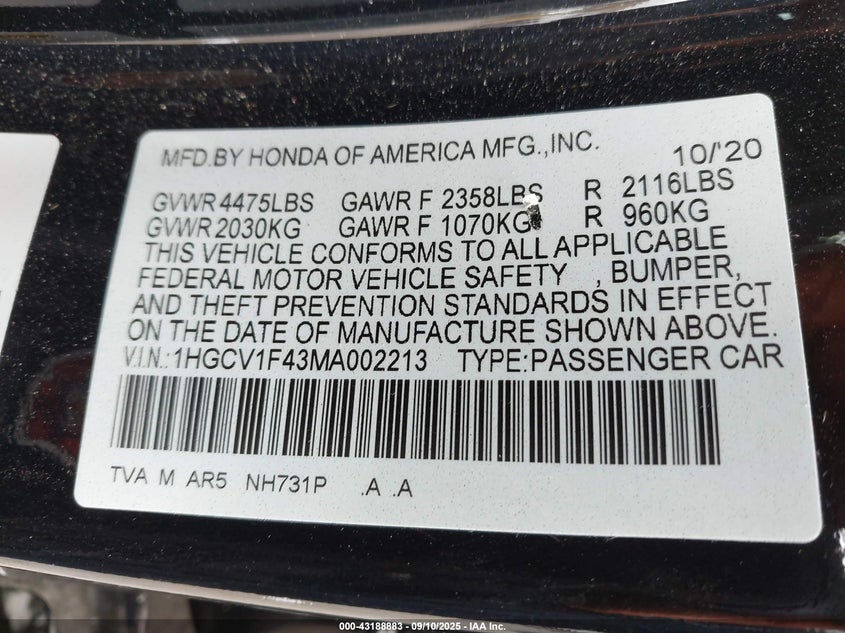 MFD.BY HONDA OF AMERICA MFG.,INC. 10/'20
GVWR 4475LBS GAWR F 2358LBS R 2116LBS
GVWR 2030KG GAWR F 1070KG R 960KG
THIS VEHICLE CONFORMS TO ALL APPLICABLE
FEDERAL MOTOR VEHICLE SAFETY , BUMPER,
AND THEFT PREVENTION STANDARDS IN EFFECT
ON THE DATE OF MANUFACTURE SHOWN ABOVE.
V.I.N.:1HGCV1F43MA002213 TYPE:PASSENGER CAR
TVA M AR5 NH731P .A .A
000-43188883 - 09/10/2025 - IAA Inc.